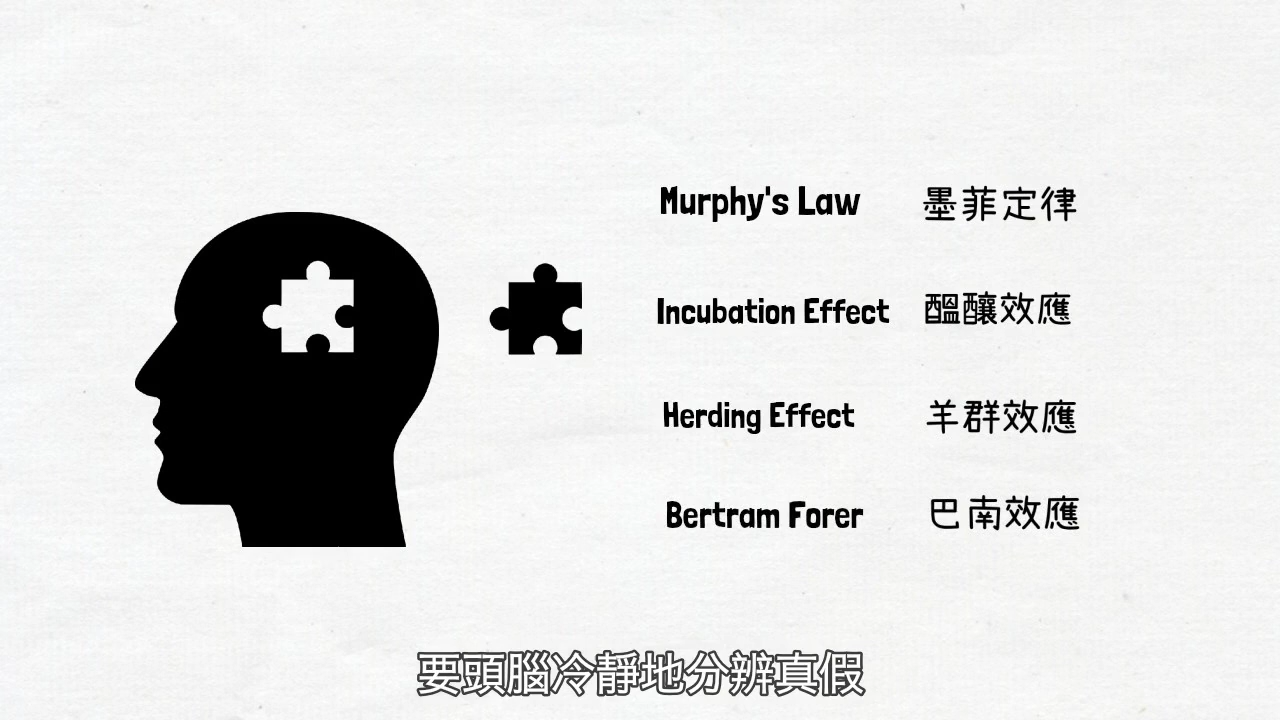 Murphy's Law 墨菲定律
Incubation Effect 醞釀效應
Herding Effect 羊群效應
Bertram Forer 巴南效應
要頭腦冷靜地分辨真假